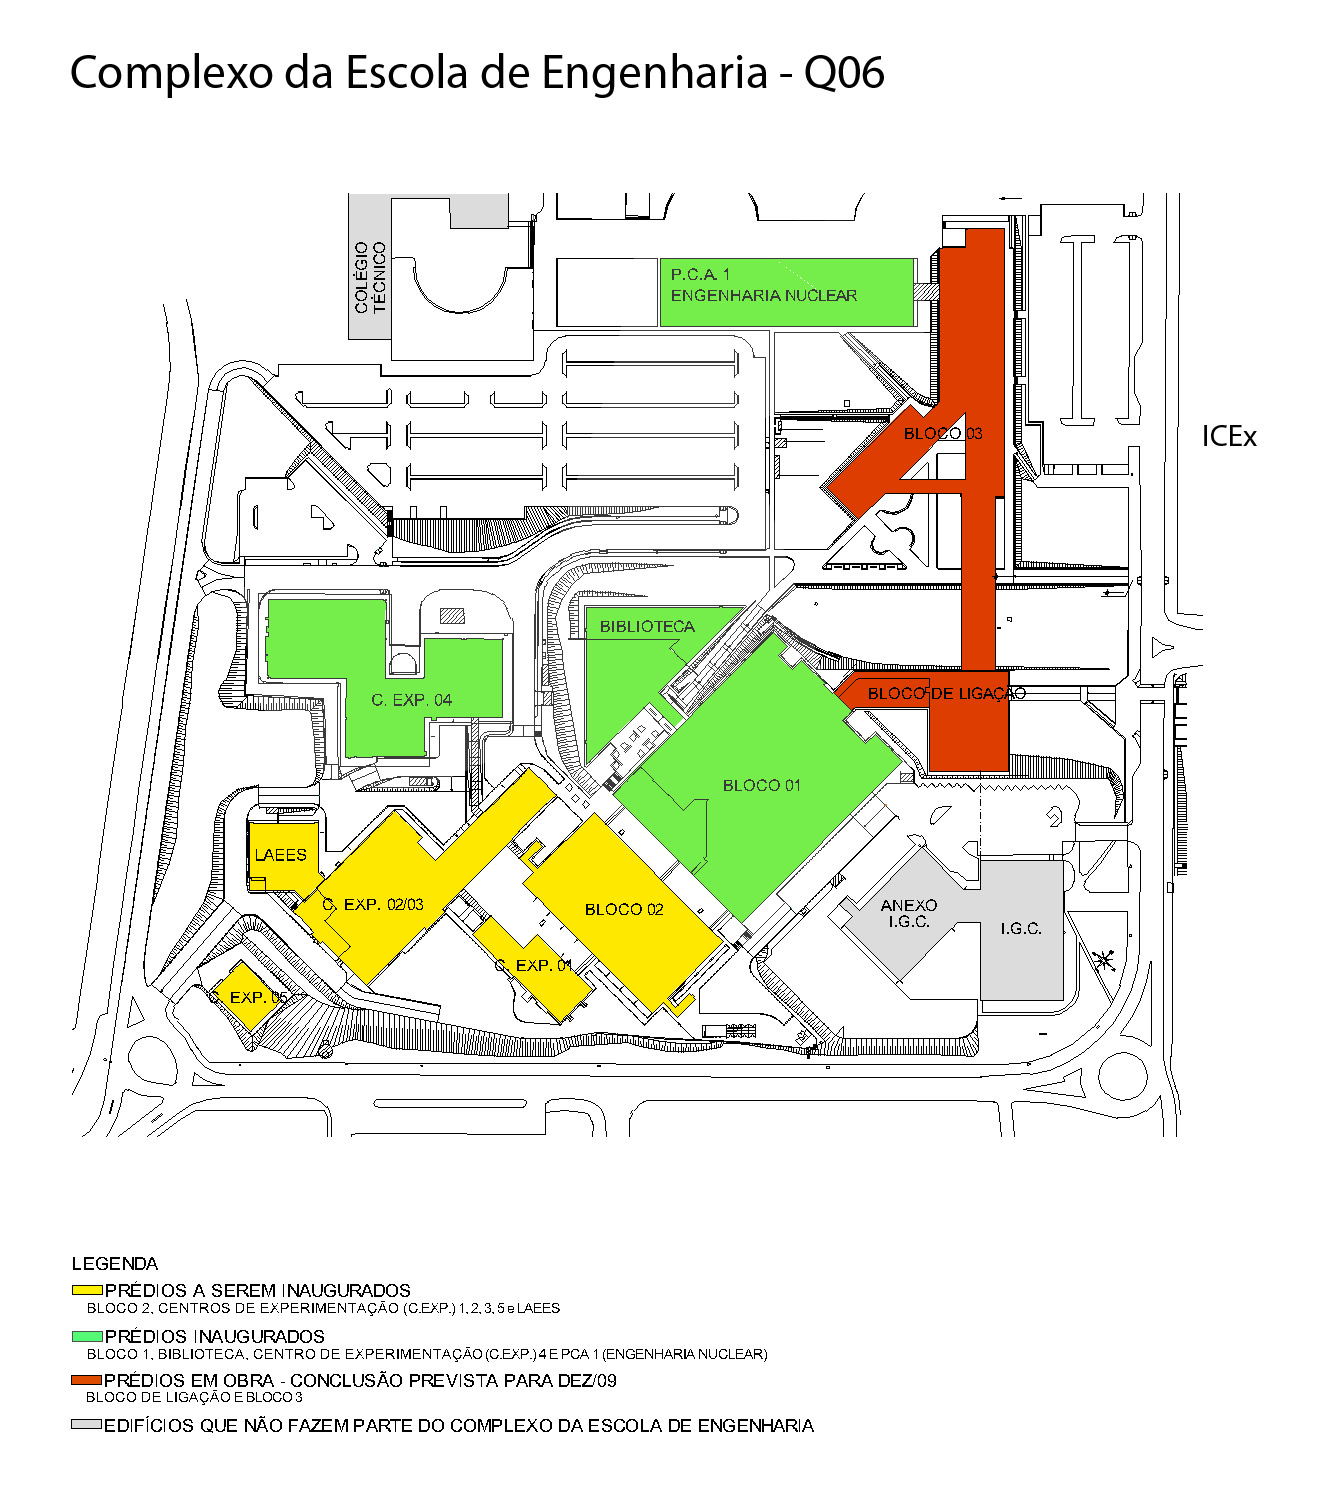 Complexo da Escola de Engenharia - Q06
COLÉGIO
TÉCNICO
P.C.A. 1
ENGENHARIA NUCLEAR
BLOCO 03
ICEx
BIBLIOTECA
C. EXP. 04
BLOCO DE LIGAÇÃO
BLOCO 01
LAEES
C. EXP. 02/03
BLOCO 02
ANEXO
I.G.C.
I.G.C.
C. EXP. 01
C. EXP. 05
LEGENDA
PRÉDIOS A SEREM INAUGURADOS
BLOCO 2, CENTROS DE EXPERIMENTAÇÃO (C.EXP.) 1, 2, 3, 5 e LAEES
PRÉDIOS INAUGURADOS
BLOCO 1, BIBLIOTECA, CENTRO DE EXPERIMENTAÇÃO (C.EXP.) 4 E PCA 1 (ENGENHARIA NUCLEAR)
PRÉDIOS EM OBRA - CONCLUSÃO PREVISTA PARA DEZ/09
BLOCO DE LIGAÇÃO E BLOCO 3
EDIFÍCIOS QUE NÃO FAZEM PARTE DO COMPLEXO DA ESCOLA DE ENGENHARIA